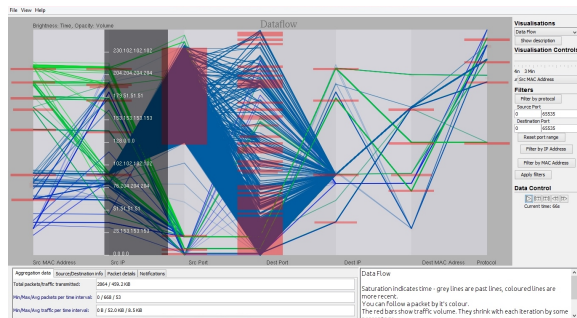 File View Help
Brightness: Time, Opacity: Volume
Dataflow
230.192.192.192
204.204.204.204
179.51.51.51
153.153.153.153
128.0.0.0
102.102.102.102
76.204.204.204
51.51.51.51
25.153.153.153
0.0.0.0
Src MAC Address
Src IP
Src Port
Dest Port
Dest IP
Dest MAC Adress
Protocol
Visualisations
Data Flow
Show description
Visualisation Controls
3 Min
Src MAC Address
Filters
Filter by protocol
Source Port
0 65535
Destination Port
0 65535
Reset port range
Filter by IP Address
Filter by MAC Address
Apply filters
Data Control
Current time: 66s
Aggregation data Source/Destination info Packet details Notifications
Total packets/traffic transmitted: 2864 / 459.3 KB
Min/Max/Avg packets per time interval: 0 / 668 / 53
Min/Max/Avg traffic per time interval: 0 B / 52.0 KB / 8.5 KB
Data Flow
Saturation indicates time - grey lines are past lines, coloured lines are
more recent.
You can follow a packet by it's colour.
The red bars show traffic volume. They shrink with each iteration by some